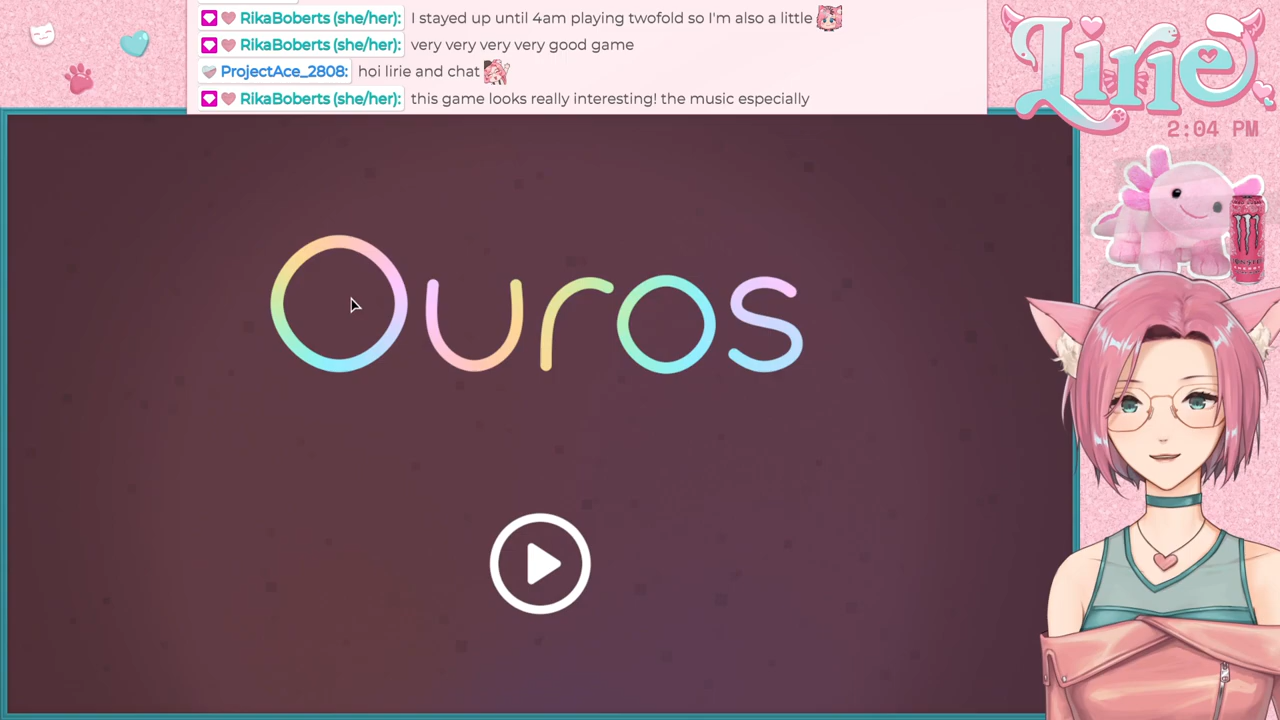 RikaBoberts (she/her): I stayed up until 4am playing twofold so I'm also a little
RikaBoberts (she/her): very very very very good game
ProjectAce_2808: hoi lirie and chat
RikaBoberts (she/her): this game looks really interesting! the music especially
Lirie
2:04 PM
Ouros